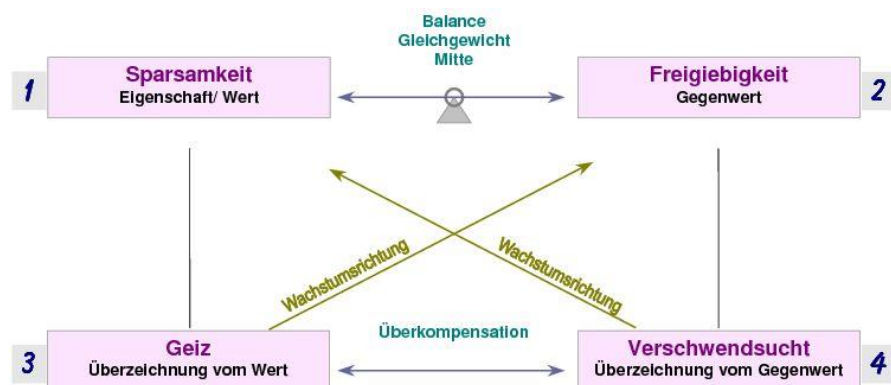 Balance
Gleichgewicht
Mitte
1
Sparsamkeit
Eigenschaft/ Wert
Freigiebigkeit
Gegenwert
2
Wachstumsrichtung
Wachstumsrichtung
3
Geiz
Überzeichnung vom Wert
Überkompensation
Verschwendsucht
Überzeichnung vom Gegenwert
4